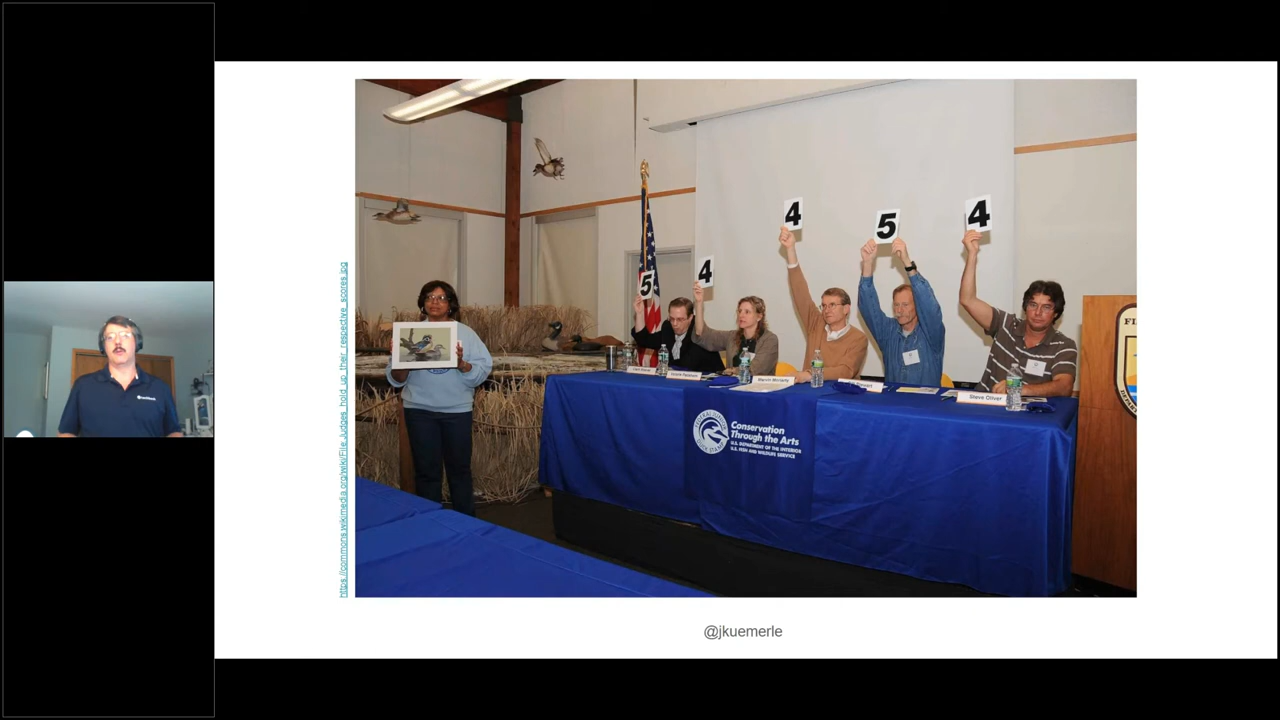 https://commons.wikimedia.org/wiki/File:Judges_hold_up_their_respective_scores.jpg
5
4
4
5
4
Steve Oliver
Conservation
Through the Arts
U.S. DEPARTMENT OF THE INTERIOR
U.S. FISH AND WILDLIFE SERVICE
@jkuemerle